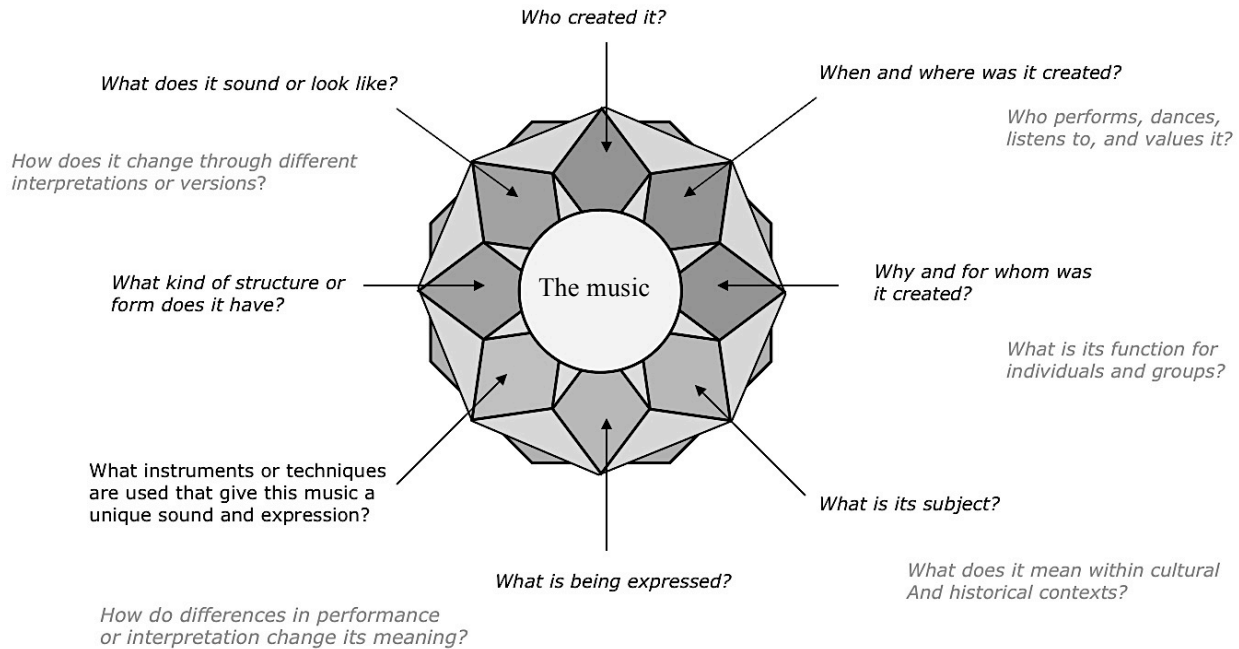 Who created it?
What does it sound or look like?
When and where was it created?
Who performs, dances,
listens to, and values it?
How does it change through different
interpretations or versions?
What kind of structure or
form does it have?
The music
Why and for whom was
it created?
What is its function for
individuals and groups?
What instruments or techniques
are used that give this music a
unique sound and expression?
What is its subject?
What is being expressed?
What does it mean within cultural
And historical contexts?
How do differences in performance
or interpretation change its meaning?